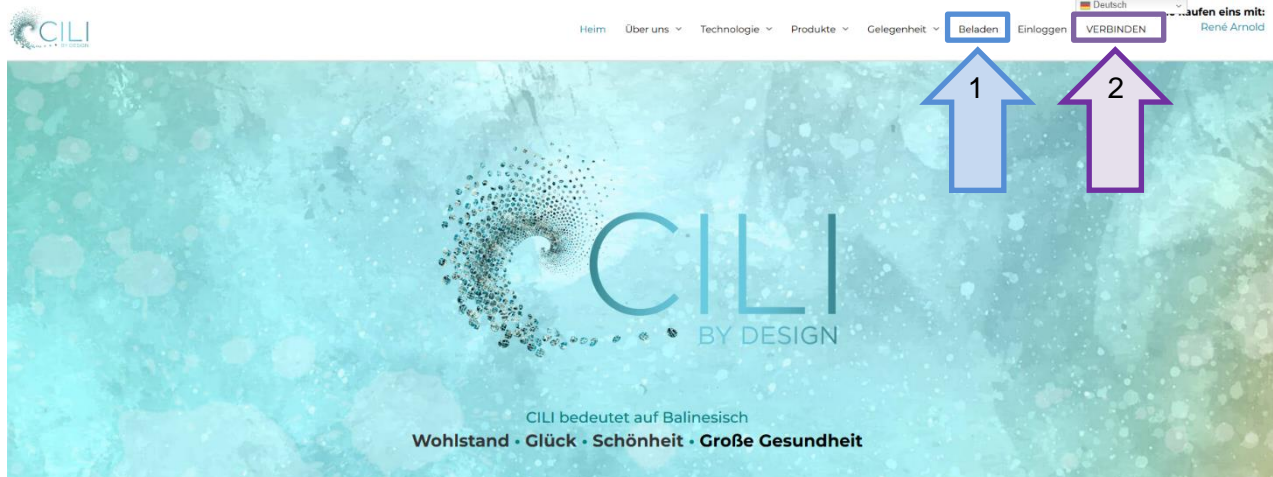 Deutsch
kaufen eins mit:
CILI
BY DESIGN
Heim Über uns Technologie Produkte Gelegenheit Beladen Einloggen VERBINDEN René Arnold
1 2
CILI
BY DESIGN
CILI bedeutet auf Balinesisch
Wohlstand • Glück • Schönheit • Große Gesundheit